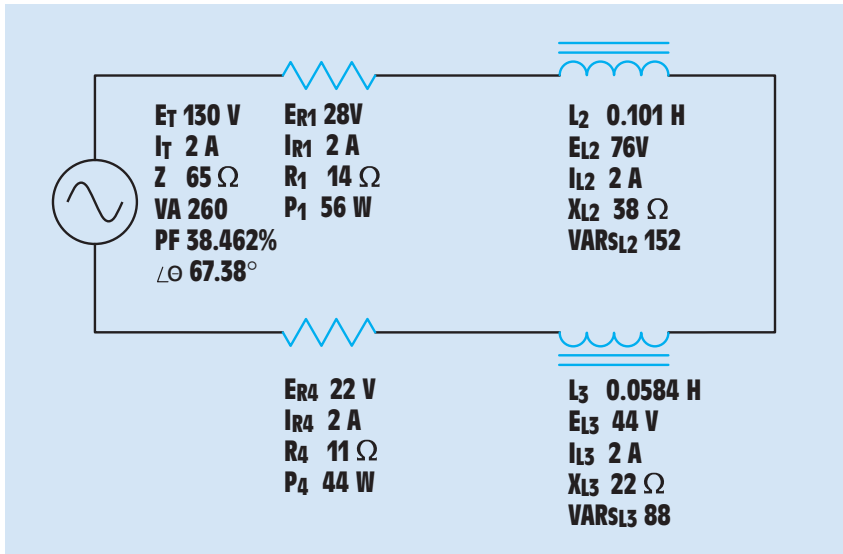 ET 130 V
IT 2 A
Z 65 Ω
VA 260
PF 38.462%
∠Θ 67.38°
ER1 28V
IR1 2 A
R1 14 Ω
P1 56 W
L2 0.101 H
EL2 76V
IL2 2 A
XL2 38 Ω
VARSL2 152
ER4 22 V
IR4 2 A
R4 11 Ω
P4 44 W
L3 0.0584 H
EL3 44 V
IL3 2 A
XL3 22 Ω
VARSL3 88